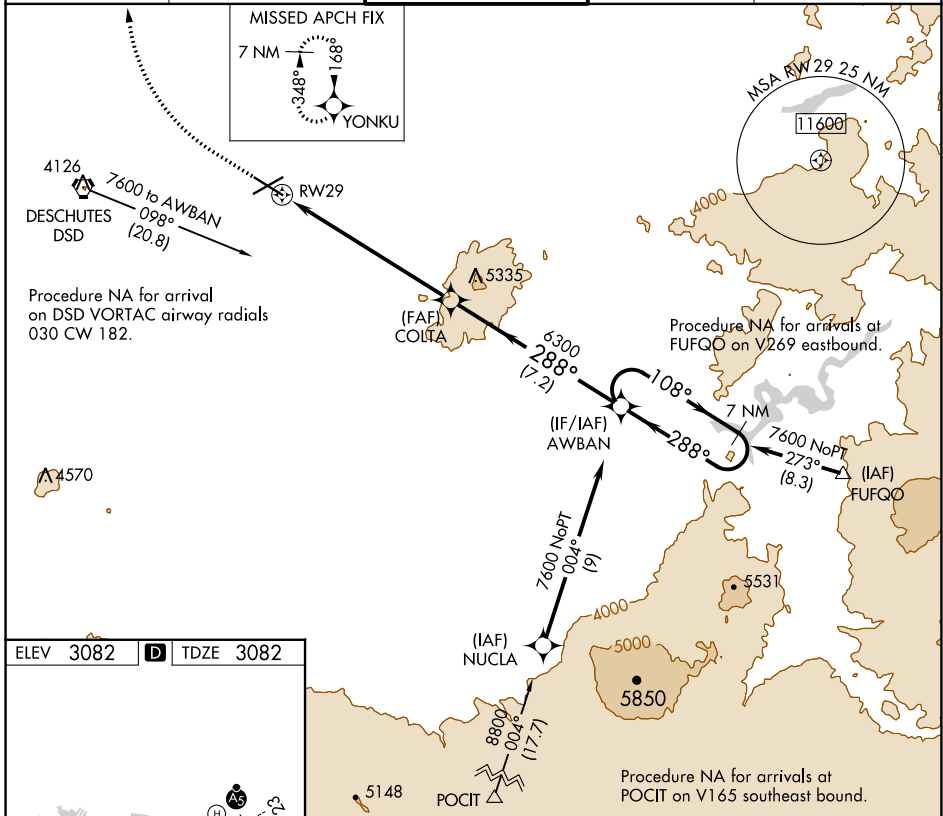 MISSED APCH FIX
7 NM
348°
168°
YONKU
MSA RW 29 25 NM
11600
4126
DESCHUTES
DSD
7600 to AWBAN
098°
(20.8)
RW29
4000
Procedure NA for arrival
on DSD VORTAC airway radials
030 CW 182.
5335
(FAF)
COLTA
6300
288°
(7.2)
Procedure NA for arrivals at
FUFQO on V269 eastbound.
108°
7 NM
(IF/IAF)
AWBAN
288°
7600 NoPT
273°
(8.3)
(IAF)
FUFQO
4570
7600 NoPT
004°
(9)
5531
4000
(IAF)
NUCLA
5000
5850
ELEV 3082 D TDZE 3082
8800
004°
(17.7)
POCIT
5148
Procedure NA for arrivals at
POCIT on V165 southeast bound.
A5
H
23